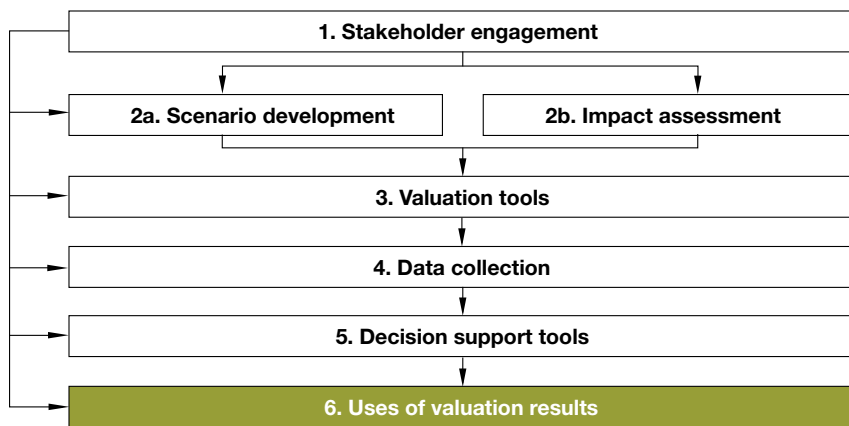 1. Stakeholder engagement
2a. Scenario development
2b. Impact assessment
3. Valuation tools
4. Data collection
5. Decision support tools
6. Uses of valuation results